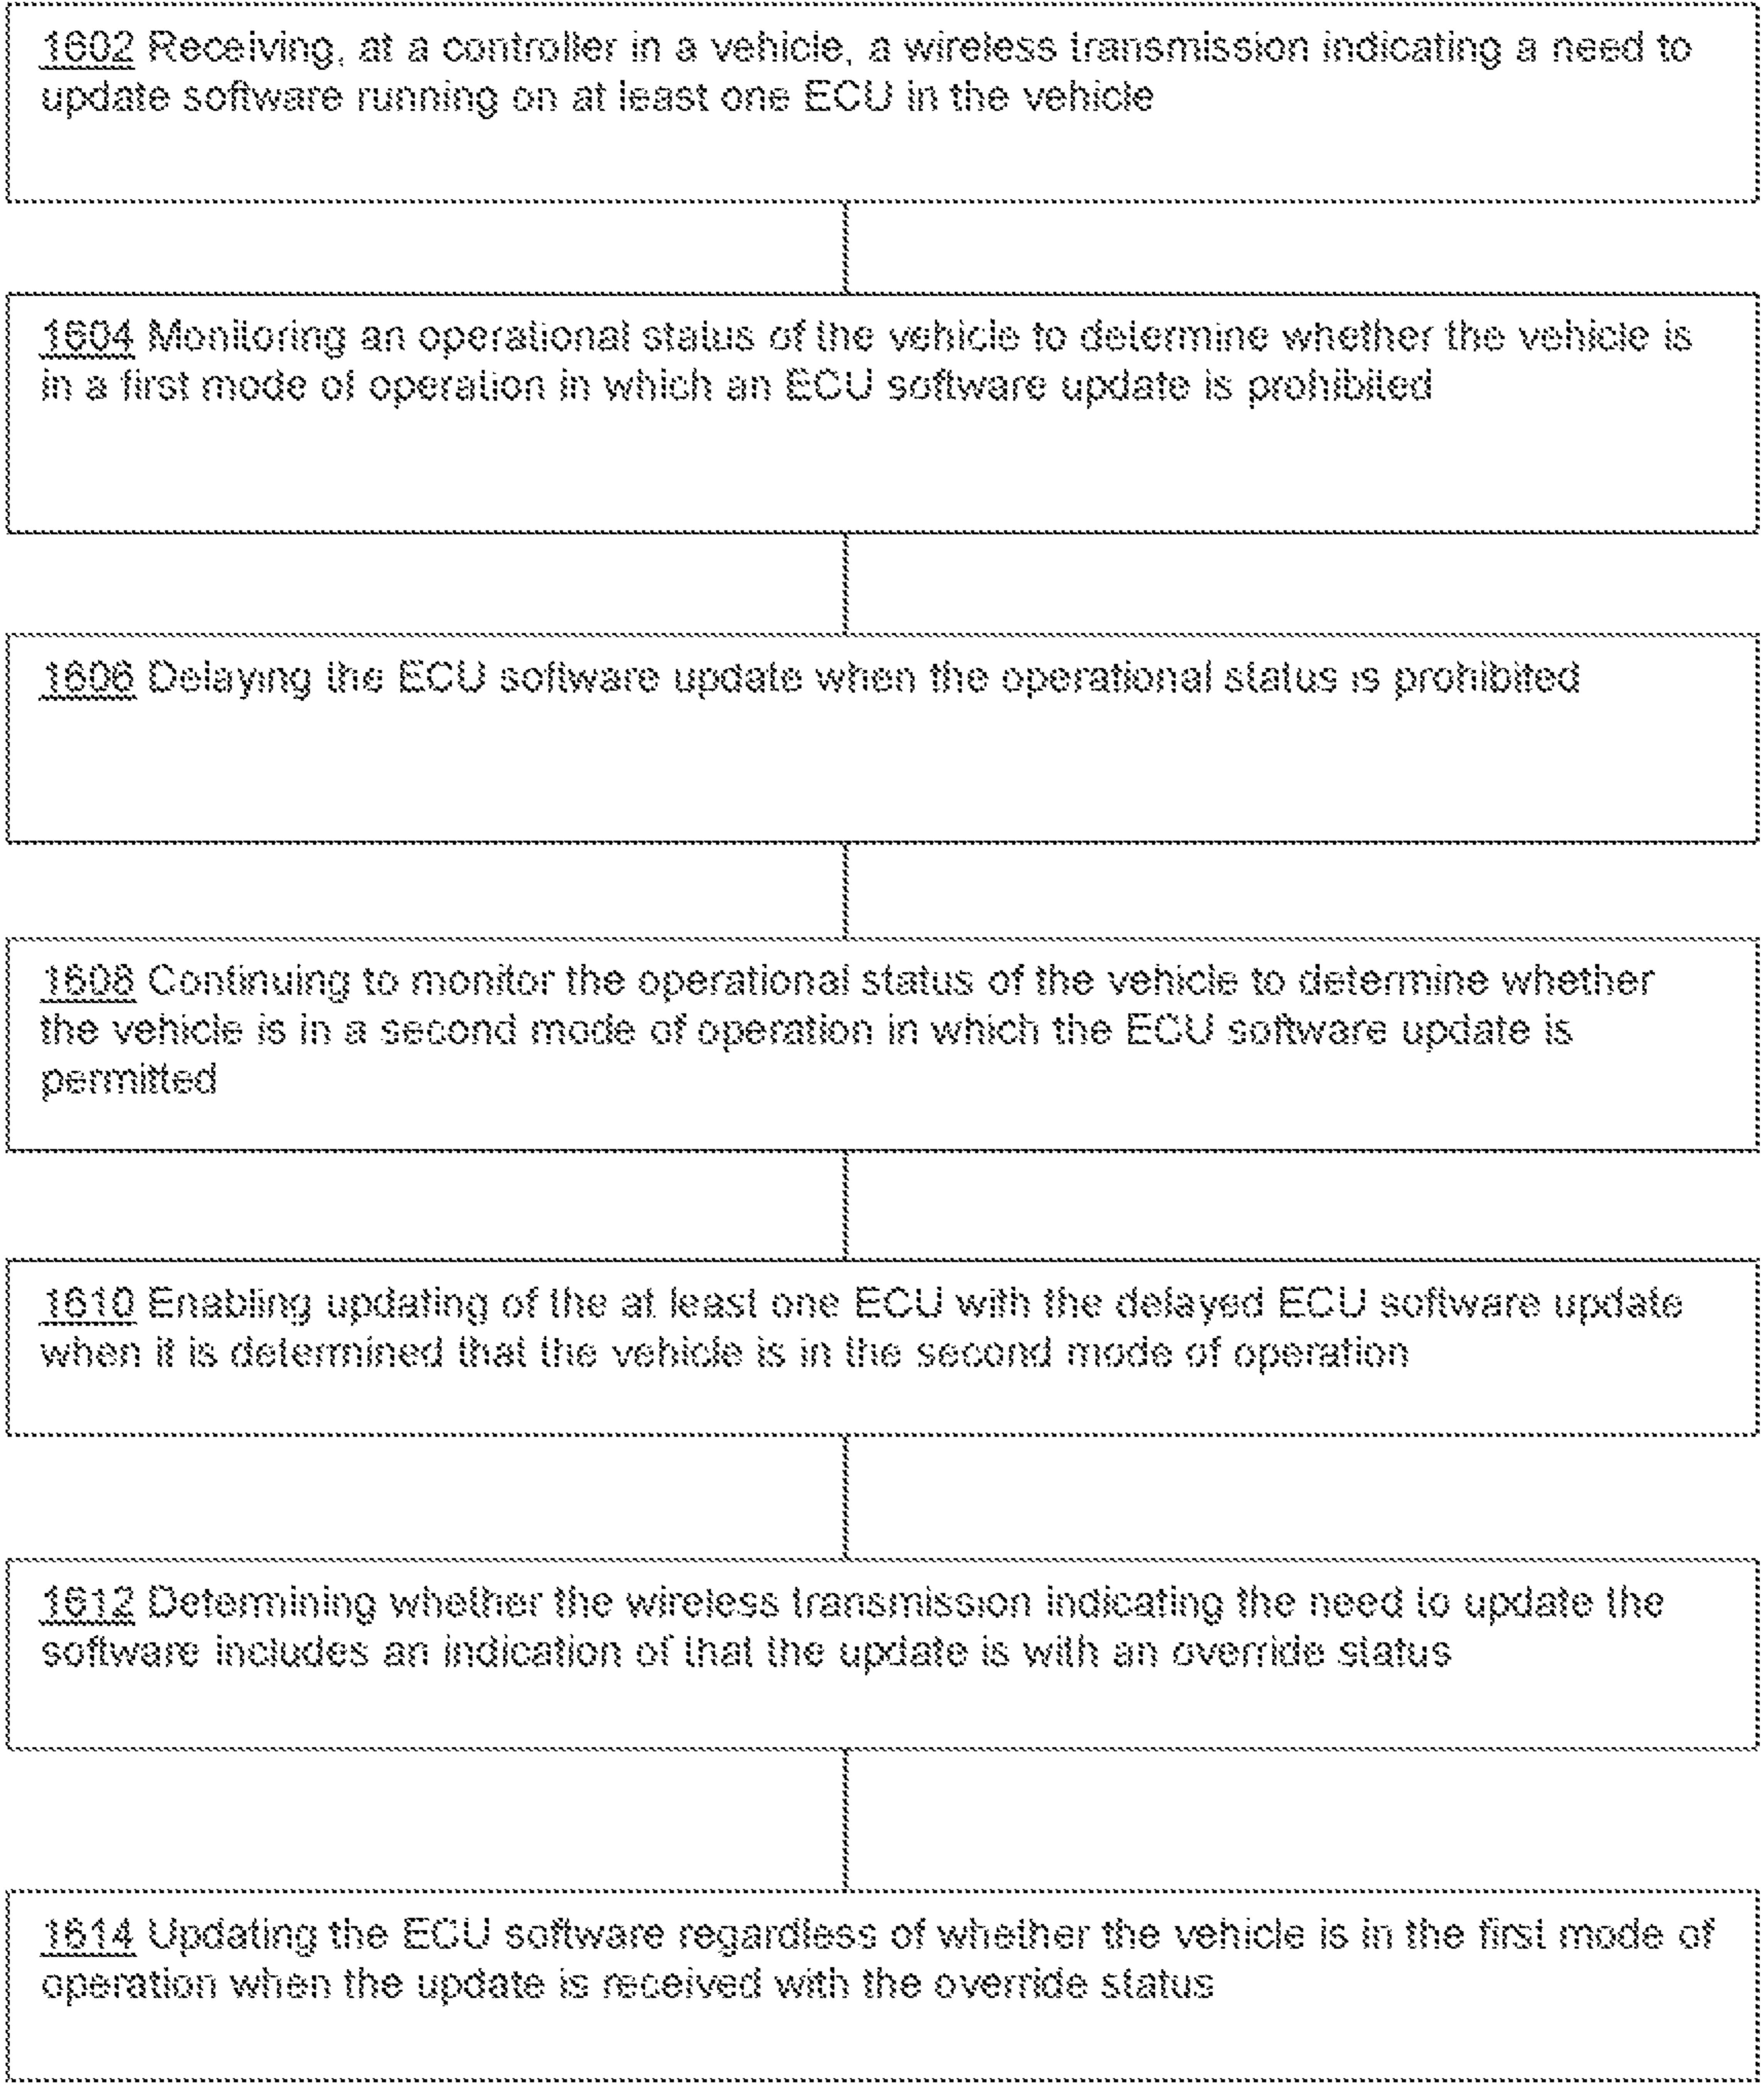 1602 Receiving, at a controller in a vehicle, a wireless transmission indicating a need to
update software running on at least one ECU in the vehicle
1604 Monitoring an operational status of the vehicle to determine whether the vehicle is
in a first mode of operation in which an ECU software update is prohibited
1606 Delaying the ECU software update when the operational status is prohibited
1608 Continuing to monitor the operational status of the vehicle to determine whether
the vehicle is in a second mode of operation in which the ECU software update is
permitted
1610 Enabling updating of the at least one ECU with the delayed ECU software update
when it is determined that the vehicle is in the second mode of operation
1612 Determining whether the wireless transmission indicating the need to update the
software includes an indication of that the update is with an override status
1614 Updating the ECU software regardless of whether the vehicle is in the first mode of
operation when the update is received with the override status